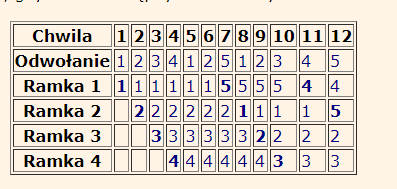 Chwila 1 2 3 4 5 6 7 8 9 10 11 12
Odwołanie 1 2 3 4 1 2 5 1 2 3 4 5
Ramka 1 1 1 1 1 1 1 5 5 5 5 4 4
Ramka 2 2 2 2 2 2 2 1 1 1 1 5
Ramka 3 3 3 3 3 3 3 2 2 2 2
Ramka 4 4 4 4 4 4 4 3 3 3